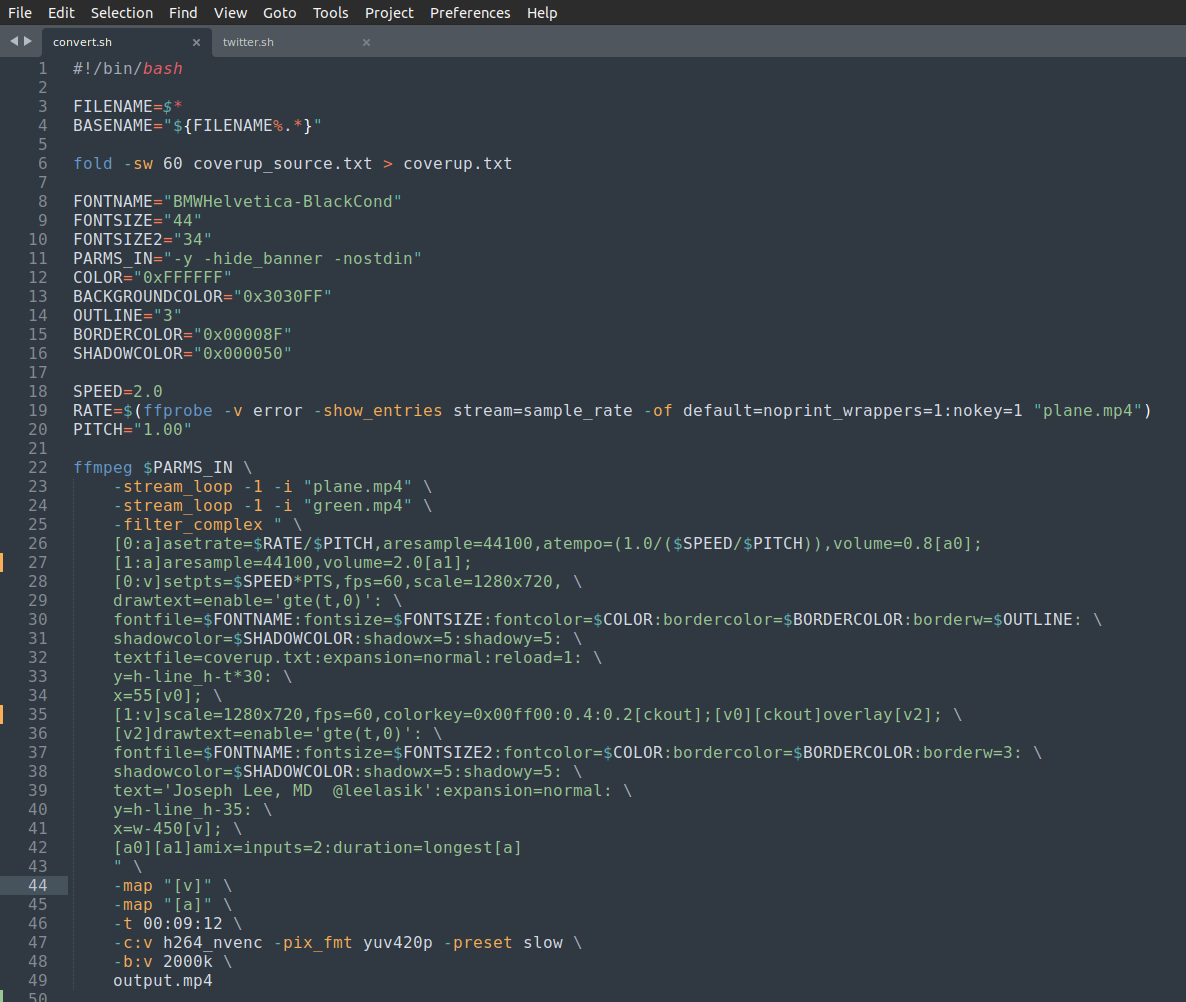 File Edit Selection Find View Goto Tools Project Preferences Help
convert.sh × twitter.sh ×
1 #!/bin/bash
2
3 FILENAME=$*
4 BASENAME="${FILENAME%.*}"
5
6 fold -sw 60 coverup_source.txt > coverup.txt
7
8 FONTNAME="BMWHelvetica-BlackCond"
9 FONTSIZE="44"
10 FONTSIZE2="34"
11 PARMS_IN="-y -hide_banner -nostdin"
12 COLOR="0xFFFFFF"
13 BACKGROUNDCOLOR="0x3030FF"
14 OUTLINE="3"
15 BORDERCOLOR="0x00008F"
16 SHADOWCOLOR="0x000050"
17
18 SPEED=2.0
19 RATE=$(ffprobe -v error -show_entries stream=sample_rate -of default=noprint_wrappers=1:nokey=1 "plane.mp4")
20 PITCH="1.00"
21
22 ffmpeg $PARMS_IN \
23     -stream_loop -1 -i "plane.mp4" \
24     -stream_loop -1 -i "green.mp4" \
25     -filter_complex " \
26     [0:a]asetrate=$RATE/$PITCH,aresample=44100,atempo=(1.0/($SPEED/$PITCH)),volume=0.8[a0];
27     [1:a]aresample=44100,volume=2.0[a1];
28     [0:v]setpts=$SPEED*PTS,fps=60,scale=1280x720, \
29     drawtext=enable='gte(t,0)': \
30     fontfile=$FONTNAME:fontsize=$FONTSIZE:fontcolor=$COLOR:bordercolor=$BORDERCOLOR:borderw=$OUTLINE: \
31     shadowcolor=$SHADOWCOLOR:shadowx=5:shadowy=5: \
32     textfile=coverup.txt:expansion=normal:reload=1: \
33     y=h-line_h-t*30: \
34     x=55[v0]; \
35     [1:v]scale=1280x720,fps=60,colorkey=0x00ff00:0.4:0.2[ckout];[v0][ckout]overlay[v2]; \
36     [v2]drawtext=enable='gte(t,0)': \
37     fontfile=$FONTNAME:fontsize=$FONTSIZE2:fontcolor=$COLOR:bordercolor=$BORDERCOLOR:borderw=3: \
38     shadowcolor=$SHADOWCOLOR:shadowx=5:shadowy=5: \
39     text='Joseph Lee, MD  @leelasik':expansion=normal: \
40     y=h-line_h-35: \
41     x=w-450[v]; \
42     [a0][a1]amix=inputs=2:duration=longest[a]
43     " \
44     -map "[v]" \
45     -map "[a]" \
46     -t 00:09:12 \
47     -c:v h264_nvenc -pix_fmt yuv420p -preset slow \
48     -b:v 2000k \
49     output.mp4
50